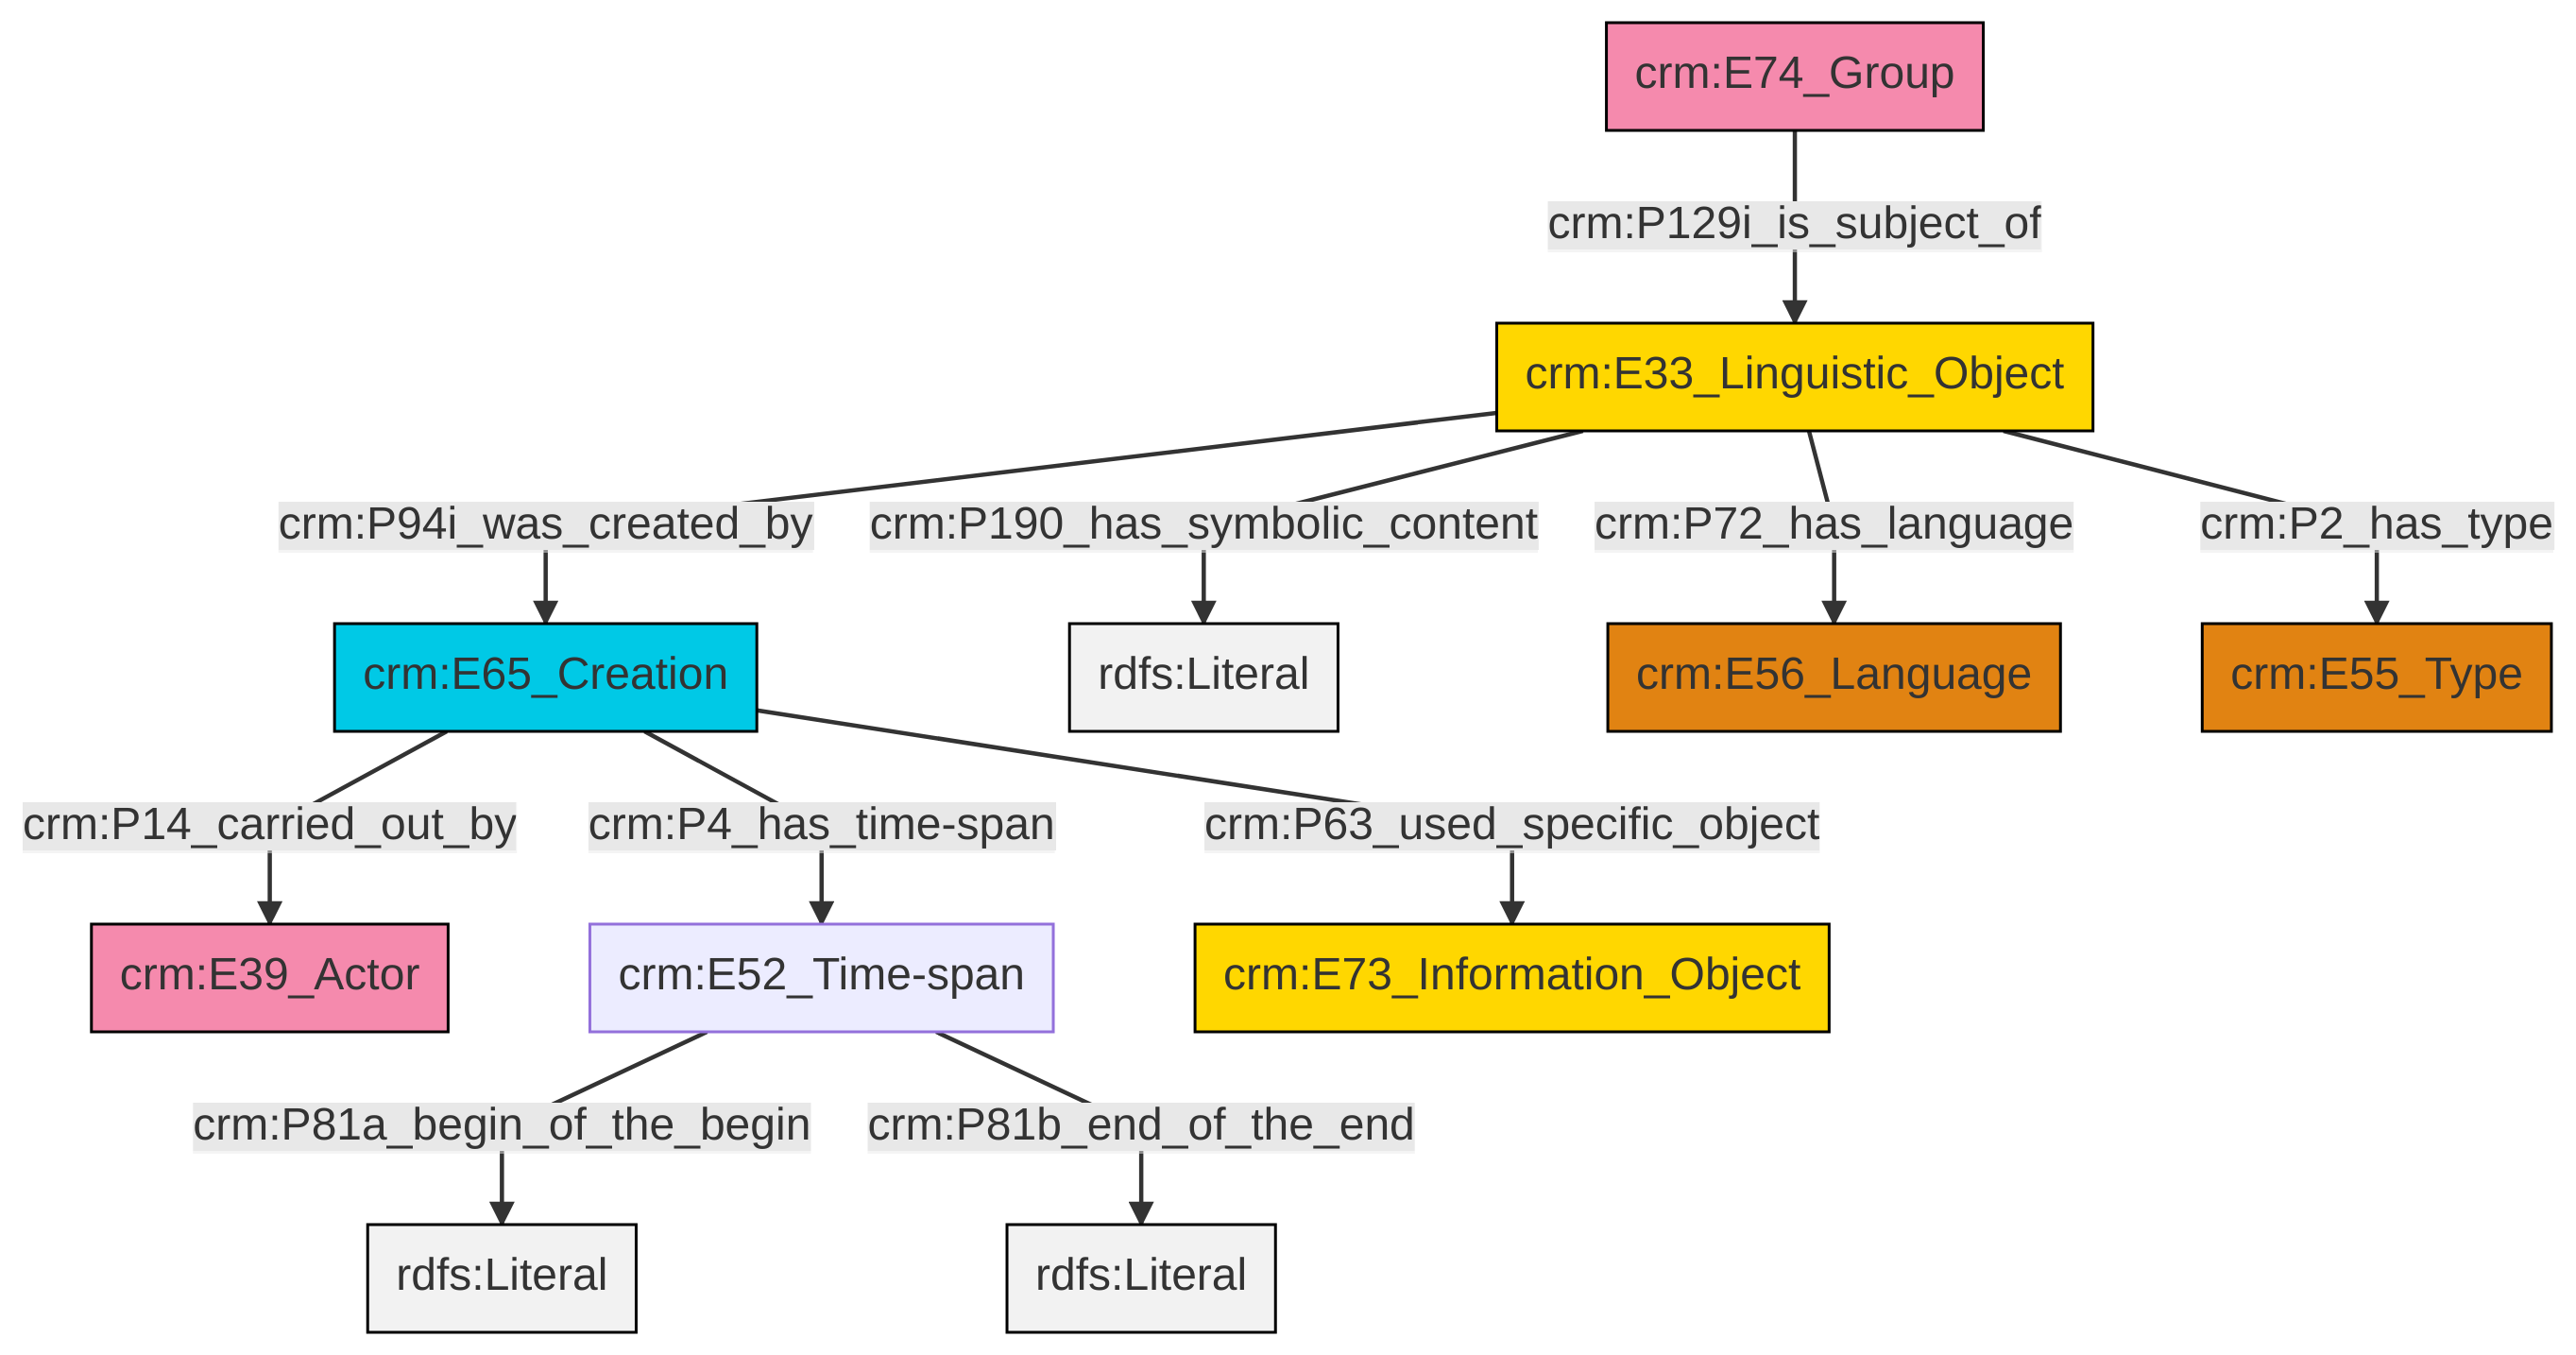 crm:E74_Group
crm:P129i_is_subject_of
crm:E33_Linguistic_Object
crm:P94i_was_created_by
crm:P190_has_symbolic_content
crm:P72_has_language
crm:P2_has_type
crm:E65_Creation
rdfs:Literal
crm:E56_Language
crm:E55_Type
crm:P14_carried_out_by
crm:P4_has_time-span
crm:P63_used_specific_object
crm:E39_Actor
crm:E52_Time-span
crm:E73_Information_Object
crm:P81a_begin_of_the_begin
crm:P81b_end_of_the_end
rdfs:Literal
rdfs:Literal